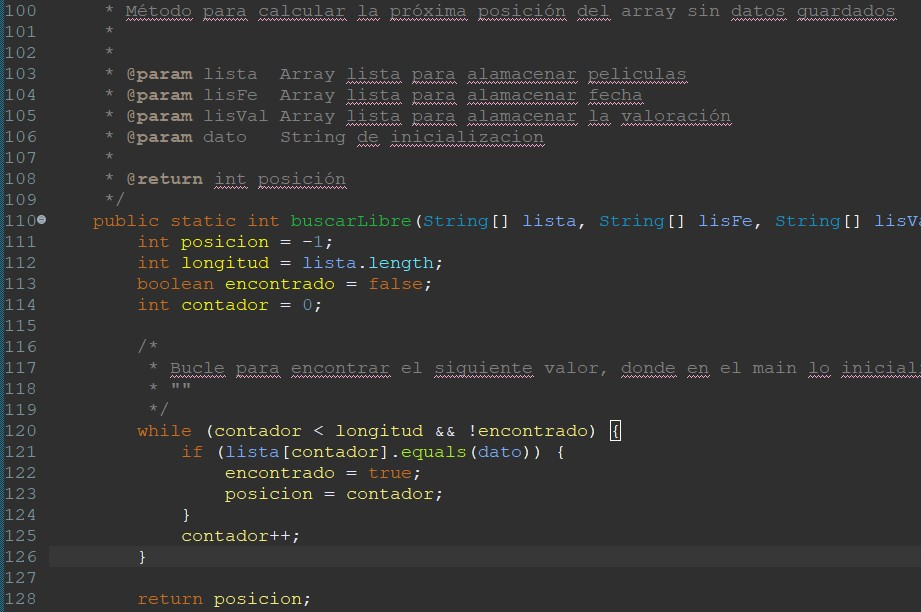 100 * Método para calcular la próxima posición del array sin datos guardados
101 *
102 *
103 * @param lista Array lista para alamacenar peliculas
104 * @param lisFe Array lista para alamacenar fecha
105 * @param lisVal Array lista para alamacenar la valoración
106 * @param dato String de inicializacion
107 *
108 * @return int posición
109 */
110 public static int buscarLibre(String[] lista, String[] lisFe, String[] lisVa
111 int posicion = -1;
112 int longitud = lista.length;
113 boolean encontrado = false;
114 int contador = 0;
115
116 /*
117 * Bucle para encontrar el siguiente valor, donde en el main lo inicial
118 * ""
119 */
120 while (contador < longitud && !encontrado) {
121 if (lista[contador].equals(dato)) {
122 encontrado = true;
123 posicion = contador;
124 }
125 contador++;
126 }
127
128 return posicion;